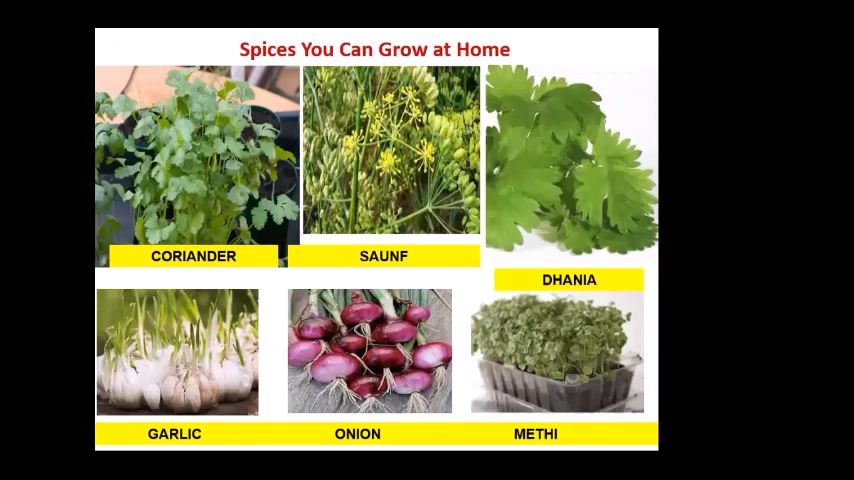 Spices You Can Grow at Home
CORIANDER
SAUNF
DHANIA
GARLIC
ONION
METHI